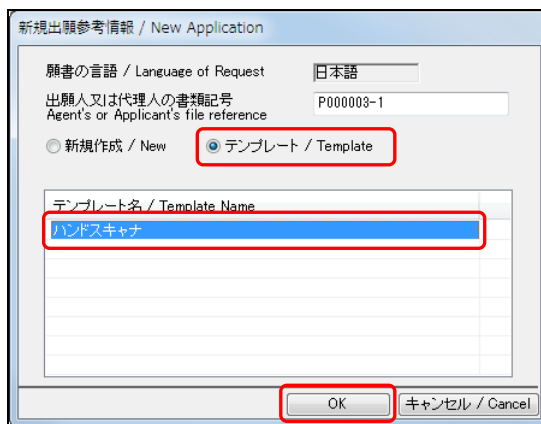 新規出願参考情報 / New Application
願書の言語 / Language of Request
日本語
出願人又は代理人の書類記号
Agent's or Applicant's file reference
P000003-1
新規作成 / New
テンプレート / Template
テンプレート名 / Template Name
ハンドスキャナ
OK
キャンセル / Cancel